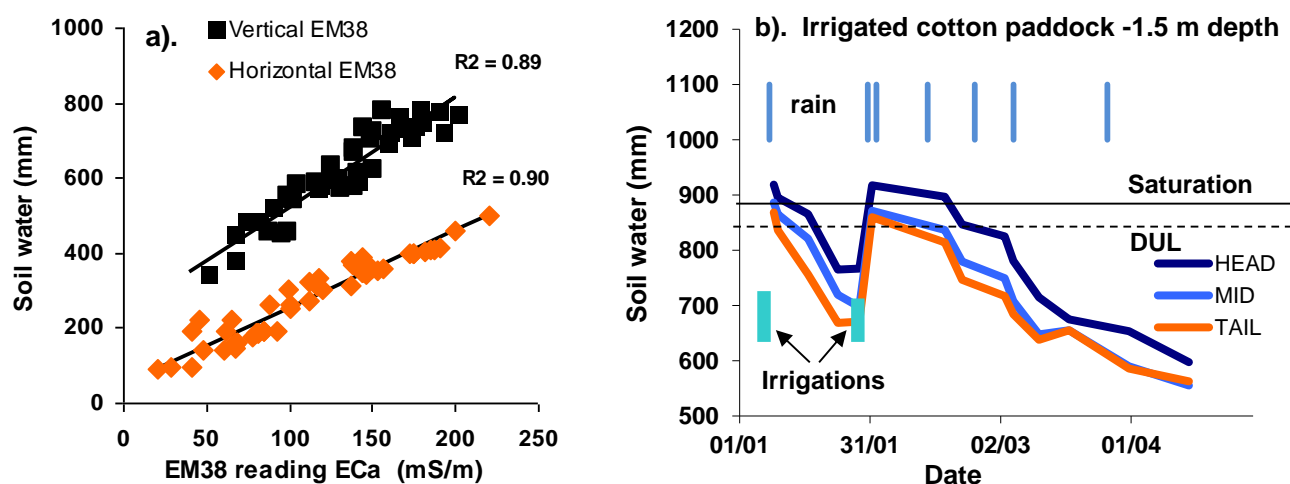 a).
Vertical EM38
Horizontal EM38
R2 = 0.89
R2 = 0.90
Soil water (mm)
1000
800
600
400
200
0
0 50 100 150 200 250
EM38 reading ECa (mS/m)
b). Irrigated cotton paddock -1.5 m depth
Soil water (mm)
1200
1100
1000
900
800
700
600
500
rain
Saturation
DUL
HEAD
MID
TAIL
Irrigations
01/01 31/01 02/03 01/04
Date